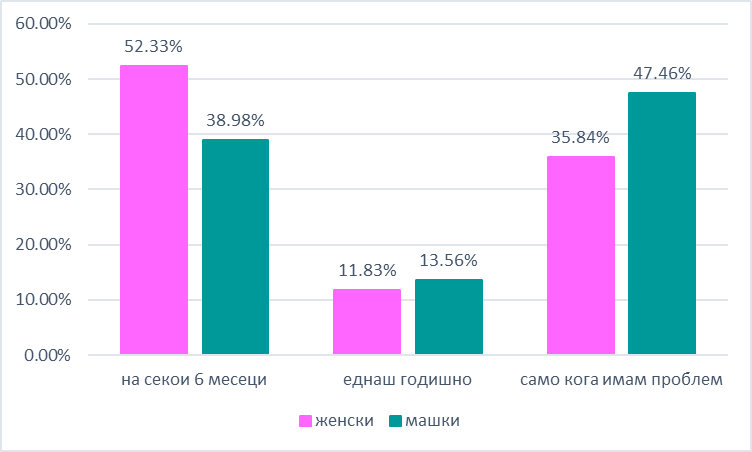 60.00%
52.33%
50.00%
47.46%
38.98%
40.00%
35.84%
30.00%
20.00%
11.83%
13.56%
10.00%
0.00%
на секои 6 месеци
еднаш годишно
само кога имам проблем
женски
машки